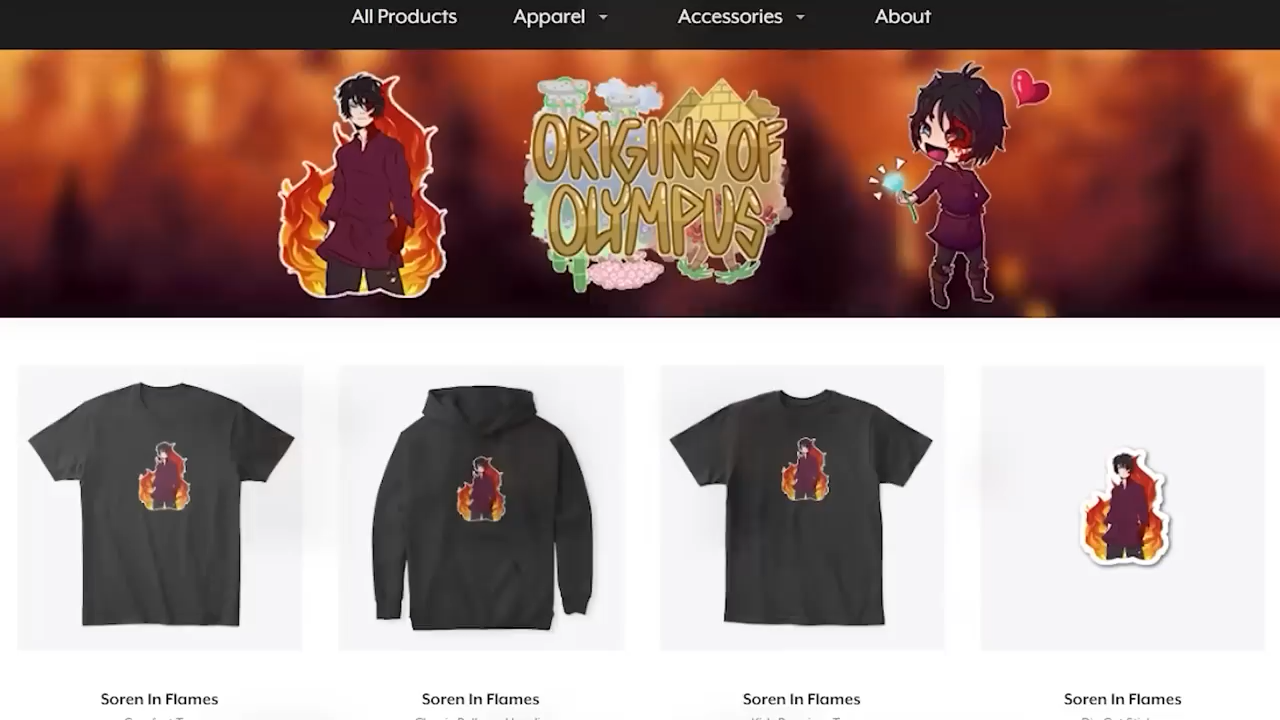 All Products Apparel Accessories About
ORIGINS OF
OLYMPUS
Soren In Flames Soren In Flames Soren In Flames Soren In Flames